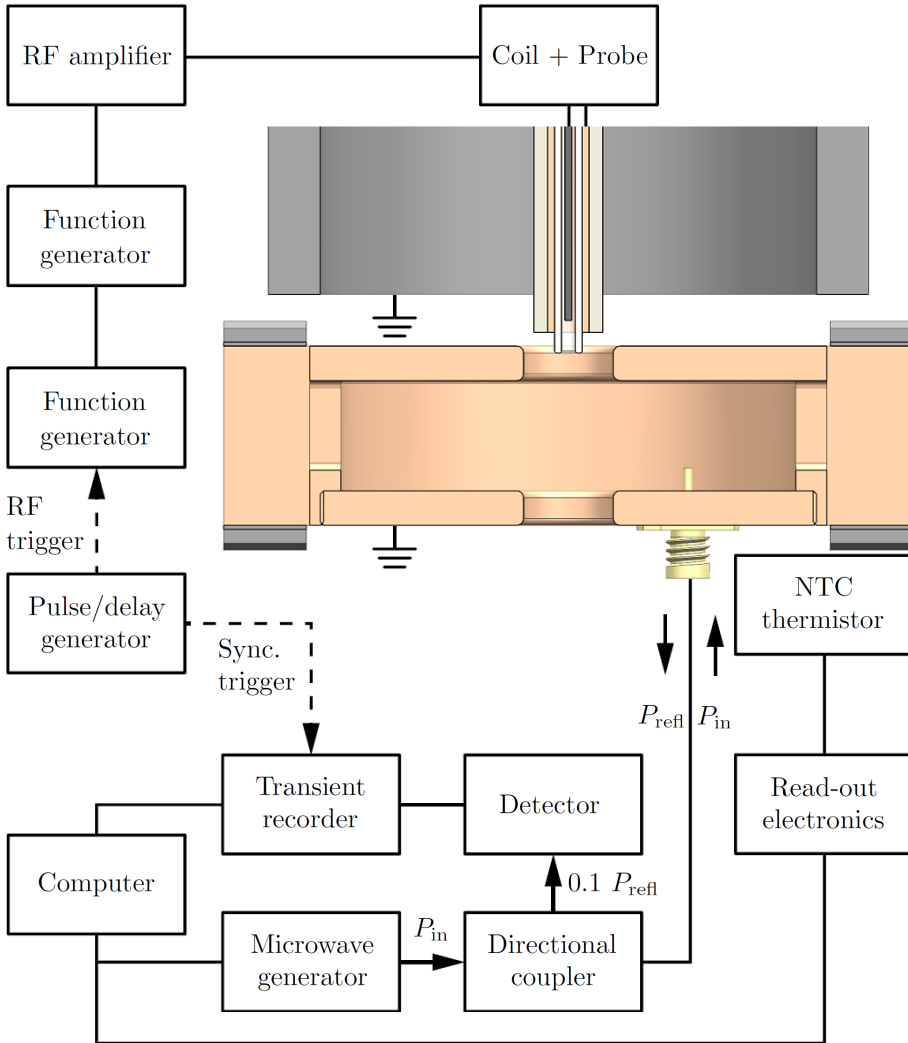 RF amplifier
Coil + Probe
Function
generator
Function
generator
RF
trigger
Pulse/delay
generator
Sync.
trigger
NTC
thermistor
P_refl
P_in
Transient
recorder
Detector
Read-out
electronics
Computer
0.1 P_refl
Microwave
generator
P_in
Directional
coupler